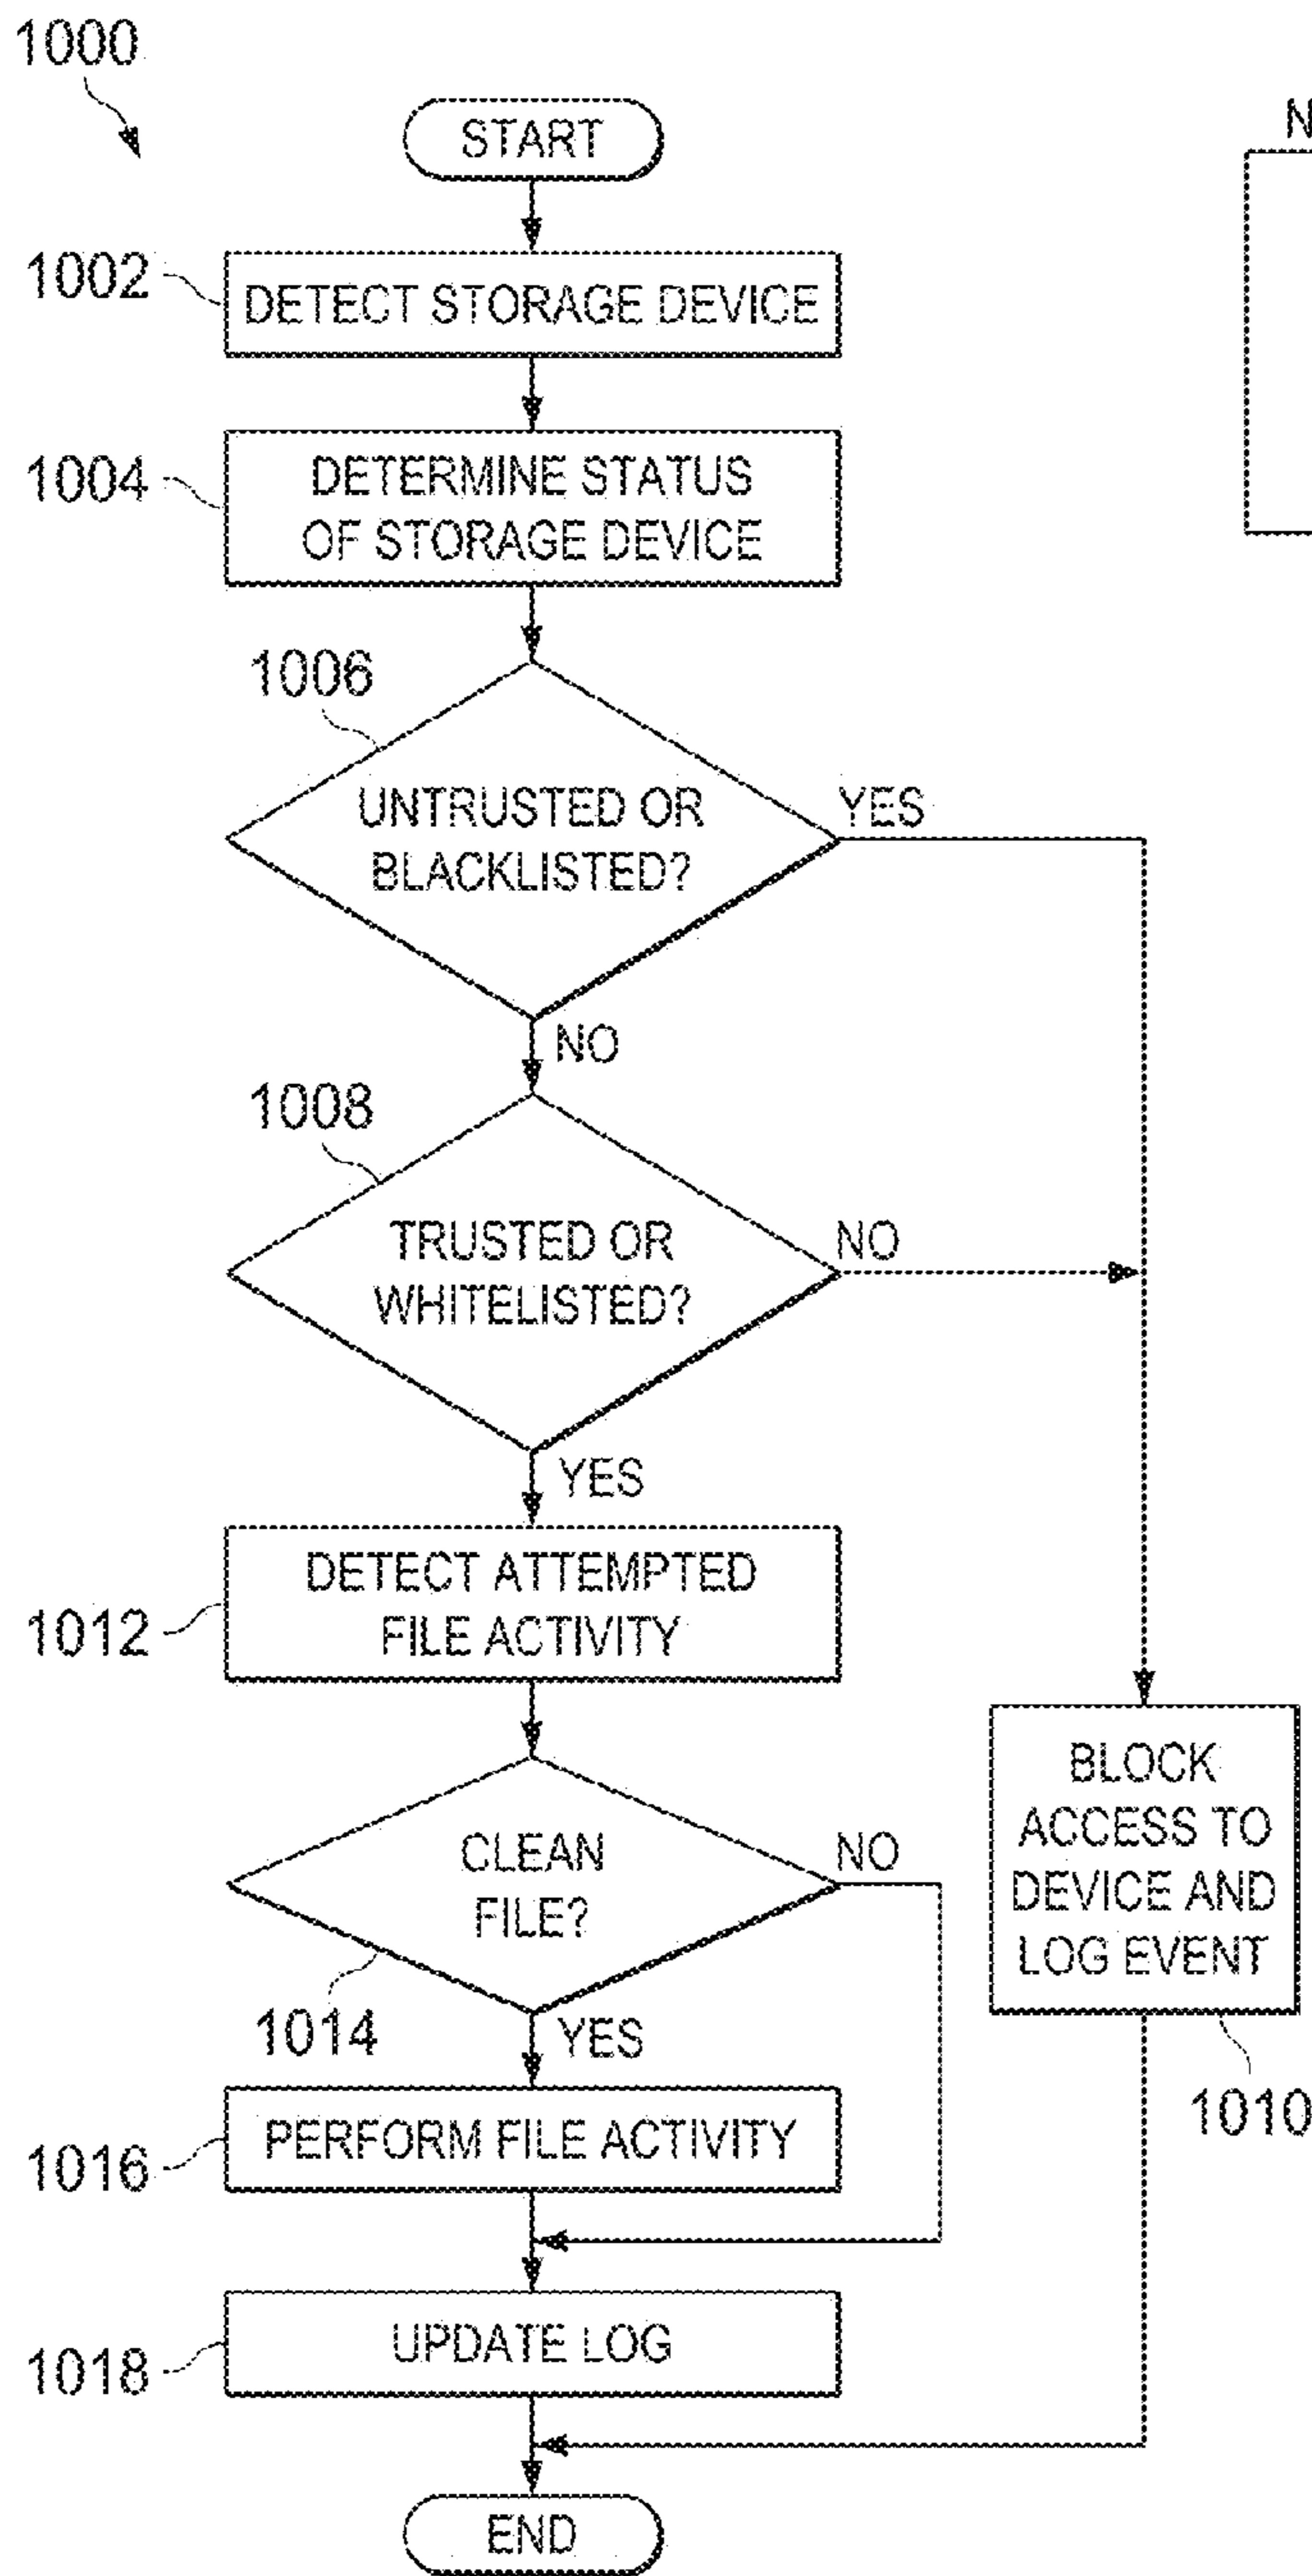 1000
START
1002
DETECT STORAGE DEVICE
1004
DETERMINE STATUS
OF STORAGE DEVICE
1006
UNTRUSTED OR
BLACKLISTED?
YES
NO
1008
TRUSTED OR
WHITELISTED?
NO
YES
1012
DETECT ATTEMPTED
FILE ACTIVITY
CLEAN
FILE?
NO
1014
YES
BLOCK
ACCESS TO
DEVICE AND
LOG EVENT
1010
1016
PERFORM FILE ACTIVITY
1018
UPDATE LOG
END